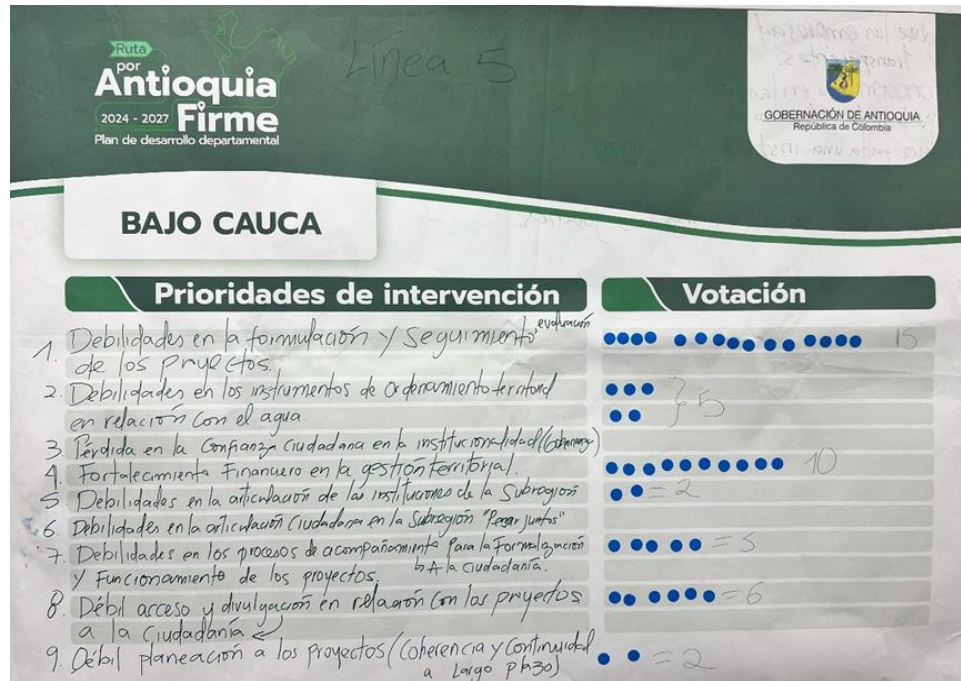 Ruta
por
Antioquia
2024 - 2027 Firme
Plan de desarrollo departamental
Línea 5
GOBERNACIÓN DE ANTIOQUIA
República de Colombia
BAJO CAUCA
Prioridades de intervención
Votación
1. Debilidades en la formulación y seguimiento, evaluación
de los proyectos.
15
2. Debilidades en los instrumentos de ordenamiento territorial
en relación con el agua.
} 5
3. Pérdida en la Confianza ciudadana en la institucionalidad
4. Fortalecimiento Financiero en la gestión territorial.
10
5 Debilidades en la articulación de las instituciones de la Subregión
= 2
6. Debilidades en la articulación Ciudadana en la Subregión "Pensar juntos"
7. Debilidades en los procesos de acompañamiento para la Formalización
= 5
y Funcionamiento de los proyectos. A la Ciudadanía.
8. Débil acceso y divulgación en relación con los proyectos
= 6
a la Ciudadanía
9. Débil planeación a los Proyectos (Coherencia y Continuidad
a Largo plazo)
= 2